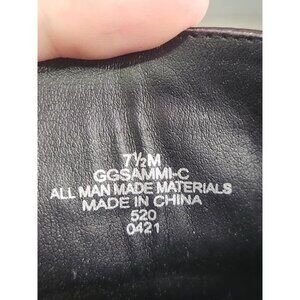 7½M
GGSAMMI-C
ALL MAN MADE MATERIALS
MADE IN CHINA
520
0421